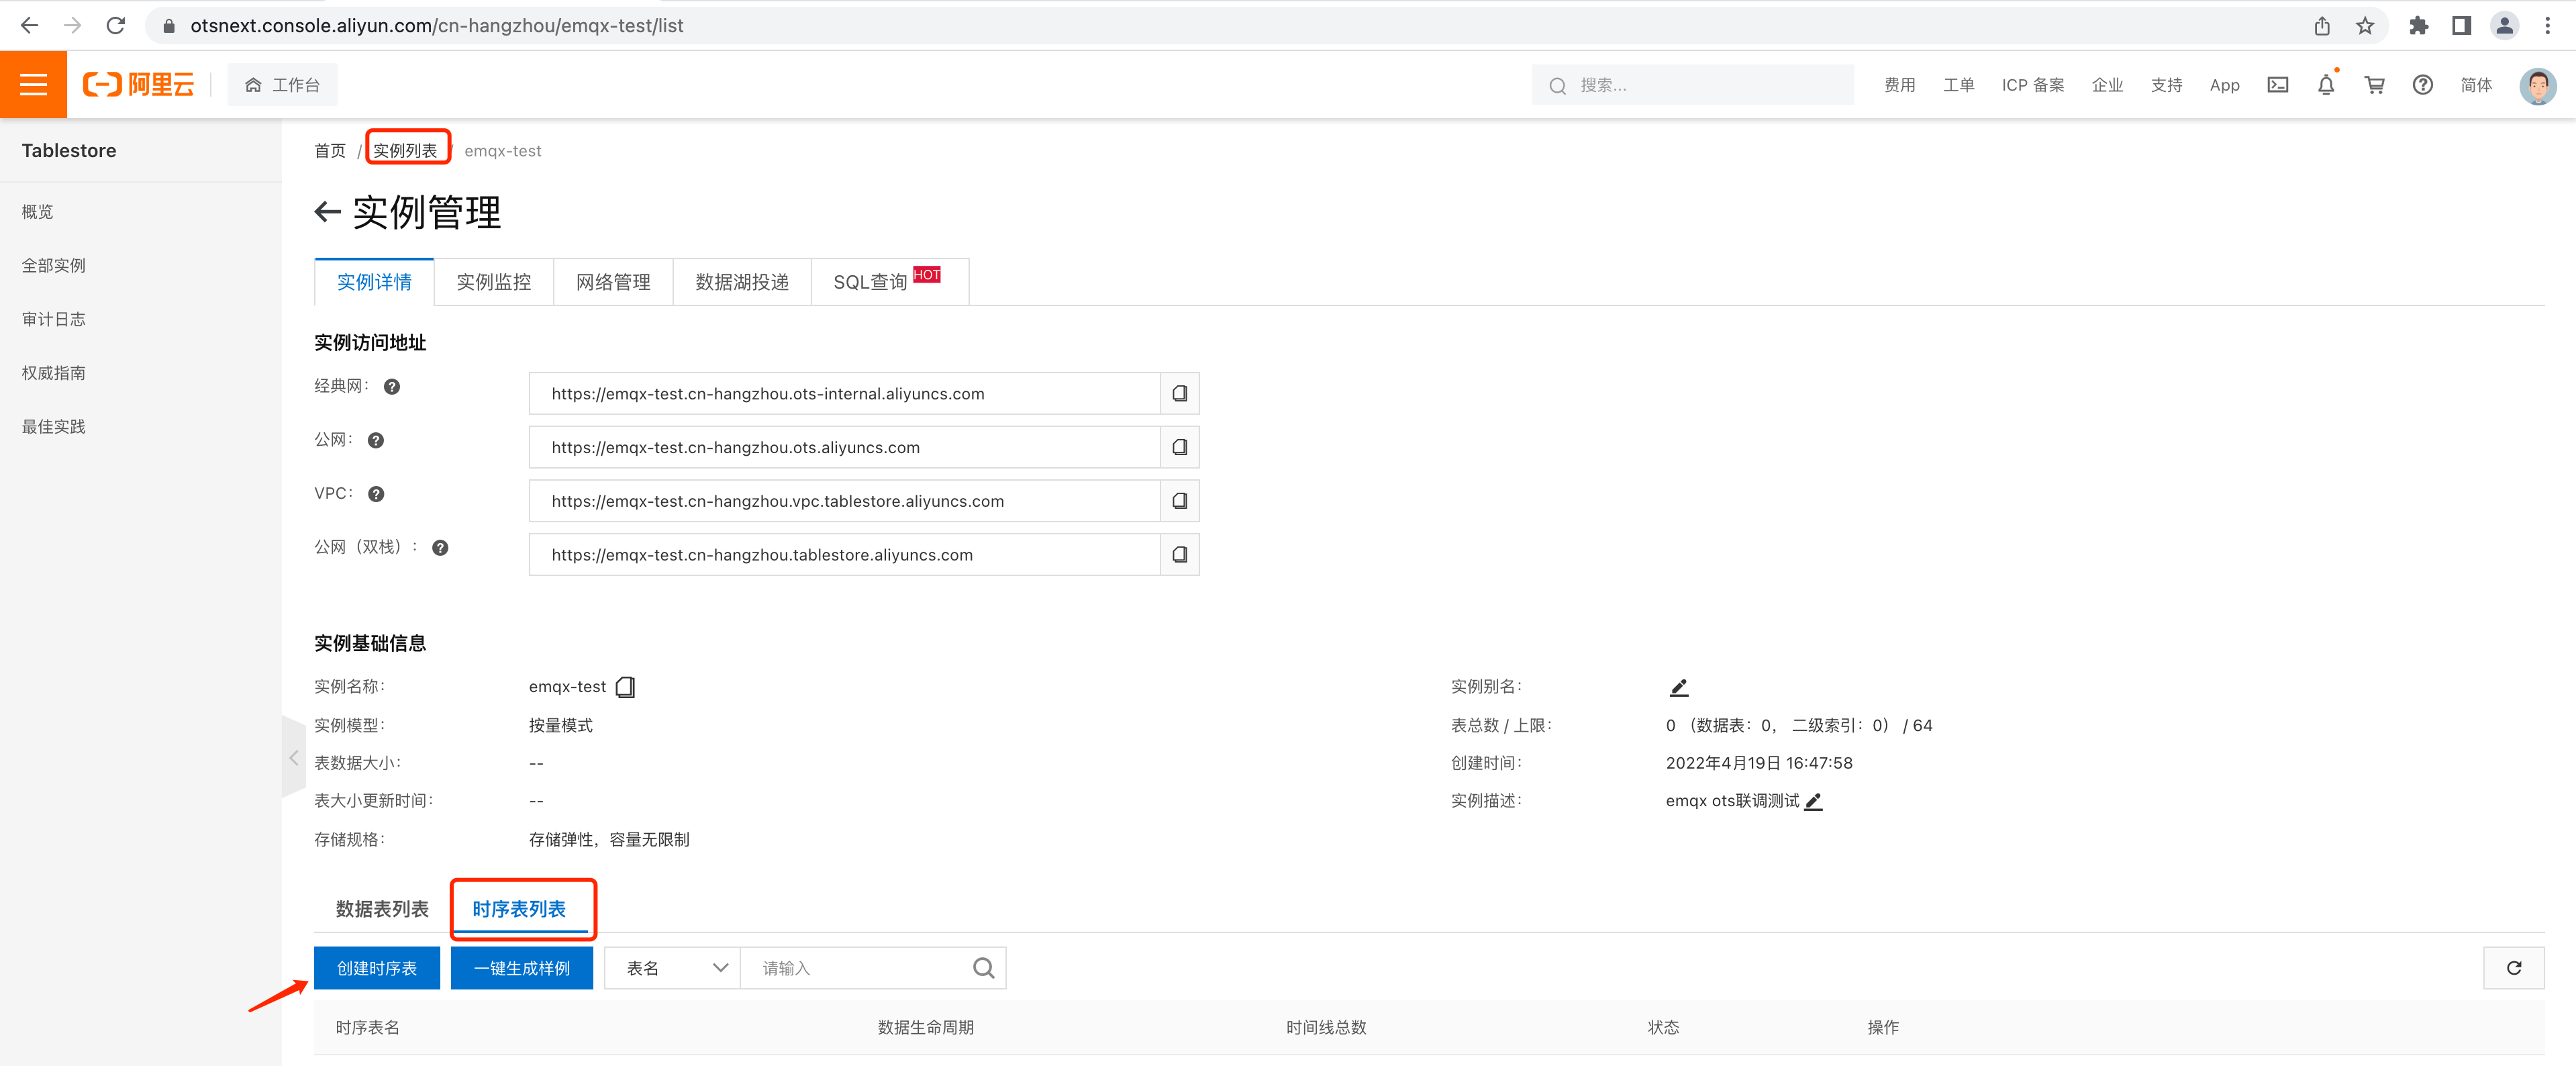 otsnext.console.aliyun.com/cn-hangzhou/emqx-test/list
阿里云
工作台
搜索...
费用
工单
ICP 备案
企业
支持
App
简体
Tablestore
概览
全部实例
审计日志
权威指南
最佳实践
首页 / 实例列表 / emqx-test
实例管理
实例详情
实例监控
网络管理
数据湖投递
SQL查询 HOT
实例访问地址
经典网： https://emqx-test.cn-hangzhou.ots-internal.aliyuncs.com
公网： https://emqx-test.cn-hangzhou.ots.aliyuncs.com
VPC： https://emqx-test.cn-hangzhou.vpc.tablestore.aliyuncs.com
公网（双栈）： https://emqx-test.cn-hangzhou.tablestore.aliyuncs.com
实例基础信息
实例名称： emqx-test
实例别名：
实例模型： 按量模式
表总数 / 上限： 0 （数据表：0， 二级索引：0） / 64
表数据大小： --
创建时间： 2022年4月19日 16:47:58
表大小更新时间： --
实例描述： emqx ots联调测试
存储规格： 存储弹性，容量无限制
数据表列表
时序表列表
创建时序表
一键生成样例
表名
请输入
时序表名
数据生命周期
时间线总数
状态
操作